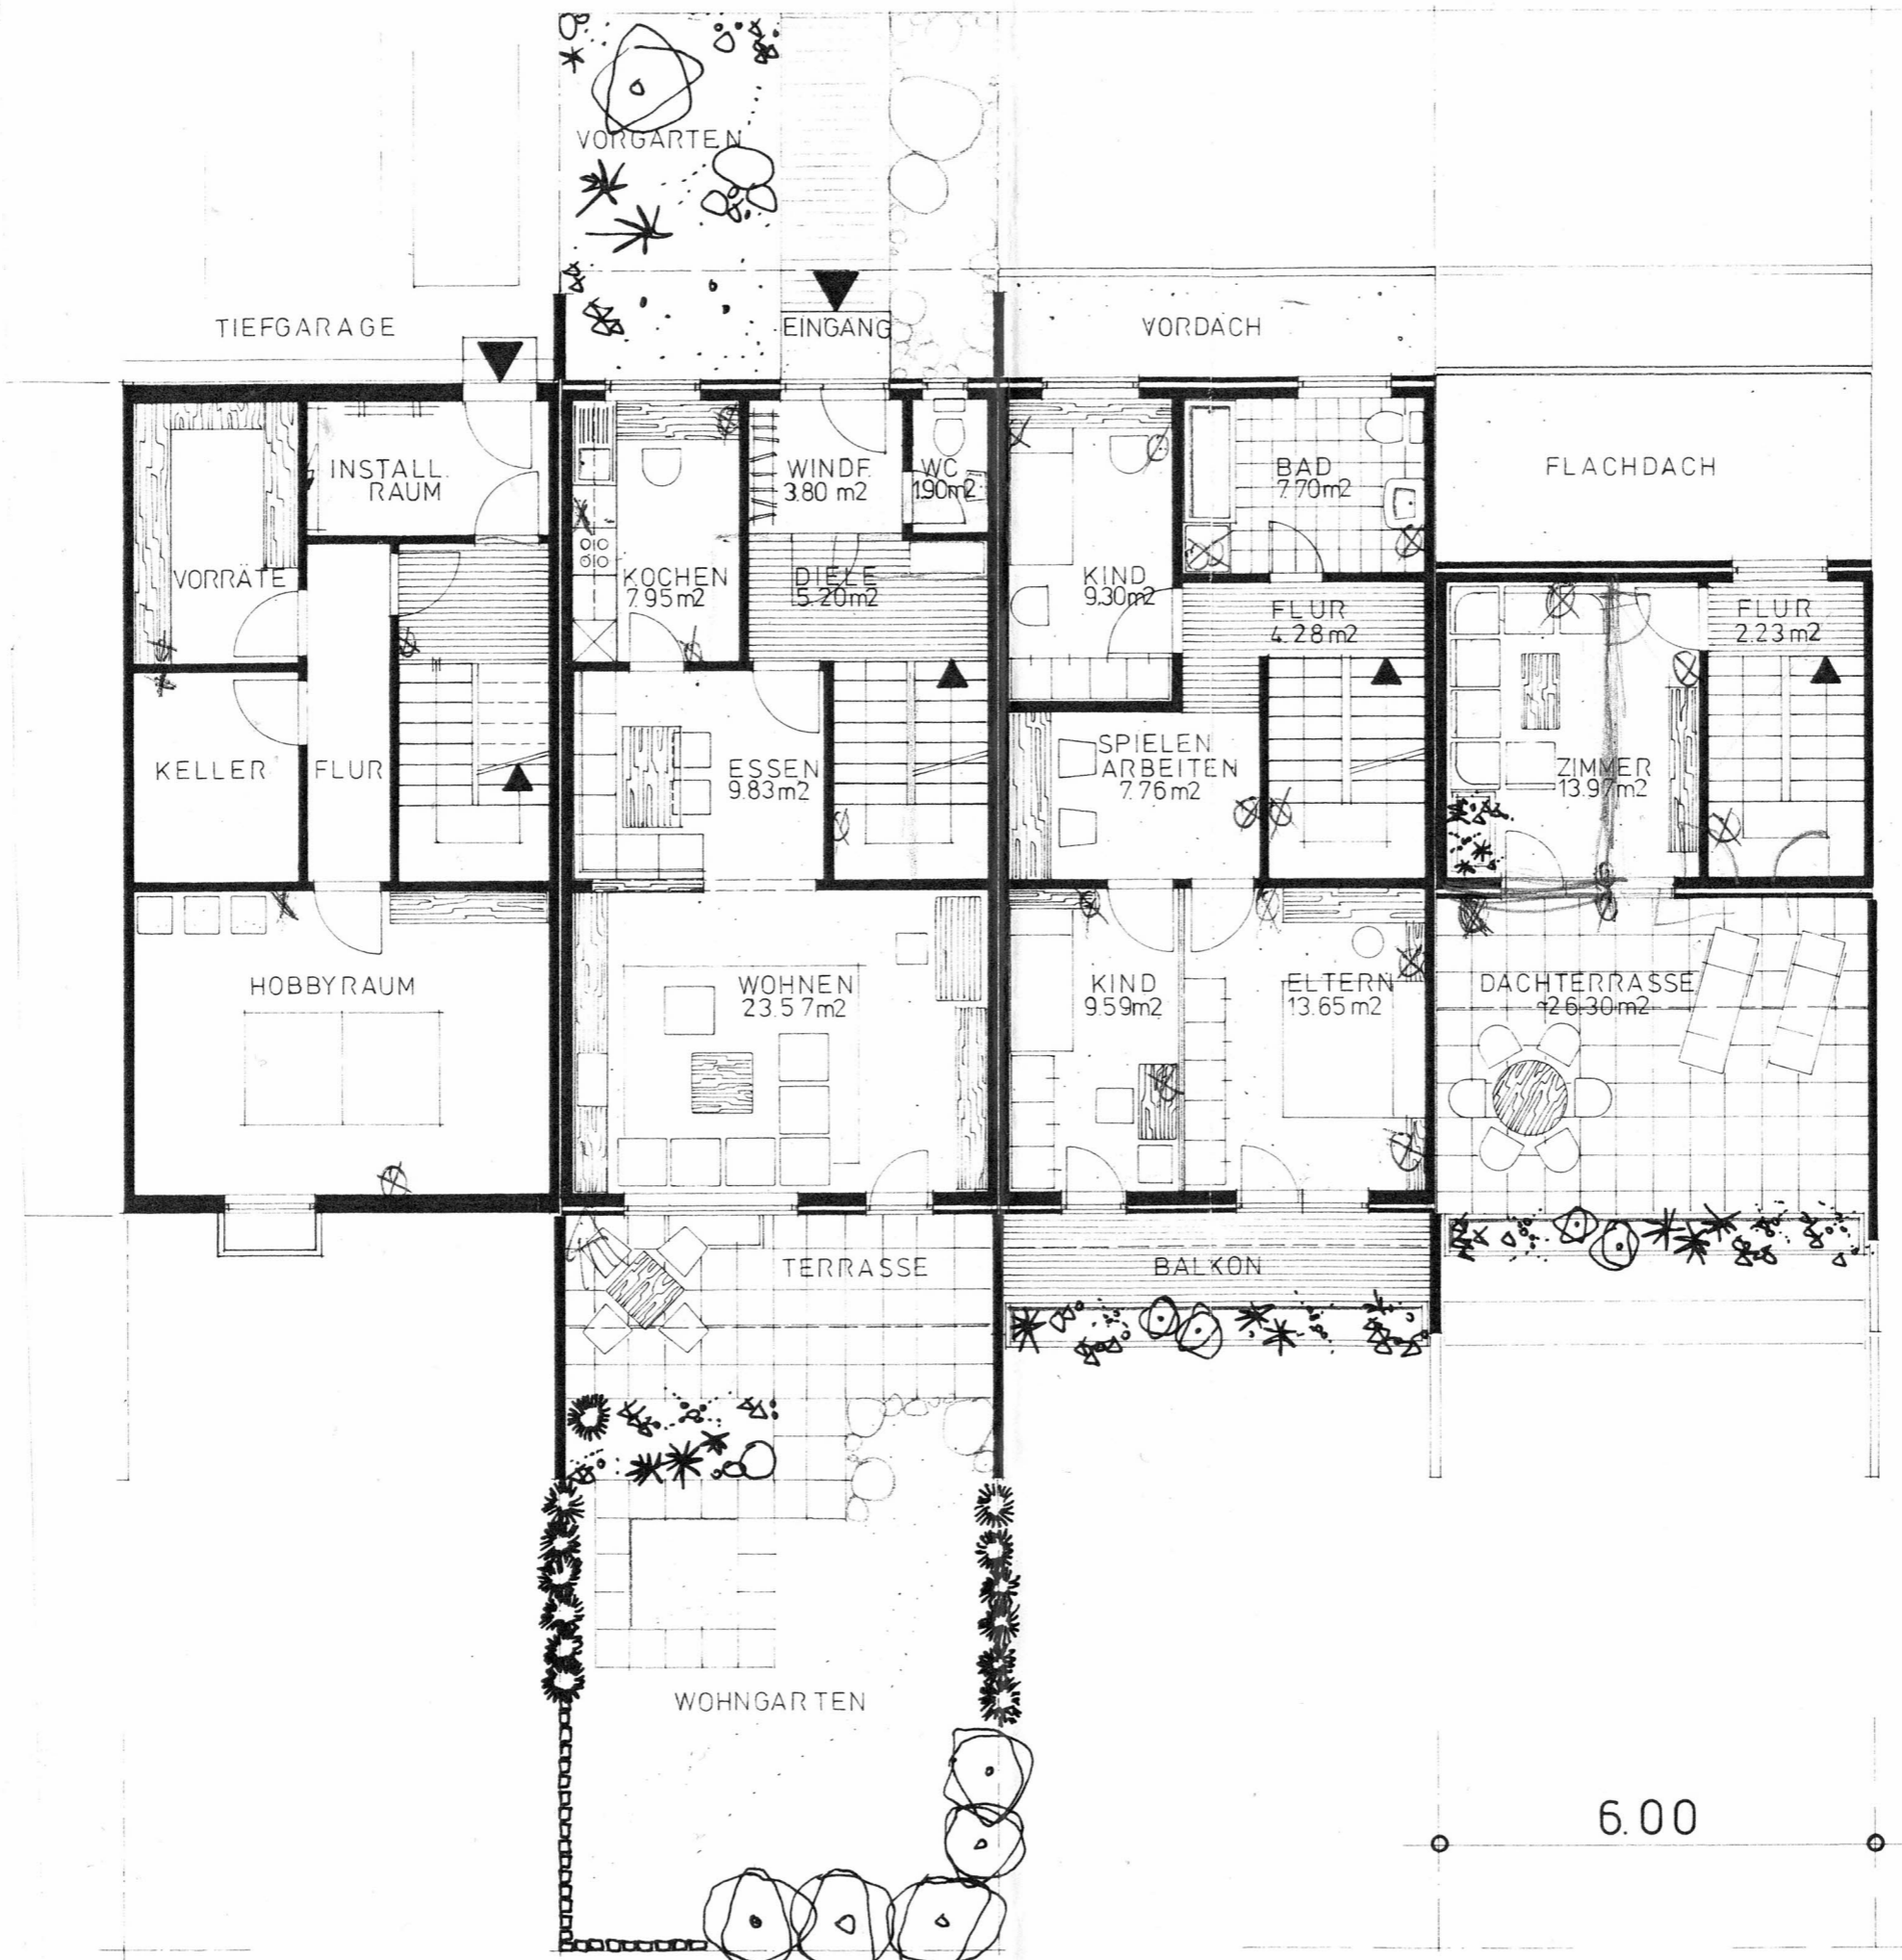 VORGARTEN
TIEFGARAGE
EINGANG
VORDACH
INSTALL.
RAUM
WINDF.
3.80 m2
WC
1.90m2
BAD
7.70m2
FLACHDACH
VORRÄTE
KOCHEN
7.95m2
DIELE
5.20m2
KIND
9.30m2
FLUR
4.28m2
FLUR
2.23m2
KELLER
FLUR
ESSEN
9.83m2
SPIELEN
ARBEITEN
7.76m2
ZIMMER
13.97m2
HOBBYRAUM
WOHNEN
23.57m2
KIND
9.59m2
ELTERN
13.65m2
DACHTERRASSE
~26.30m2
TERRASSE
BALKON
WOHNGARTEN
6.00